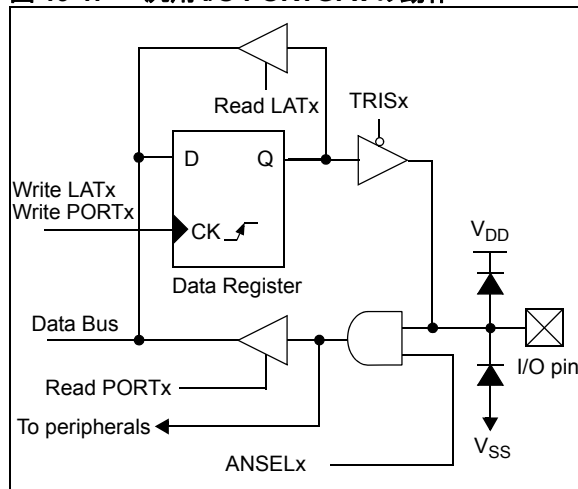 Read LATx
TRISx
D Q
Write LATx
Write PORTx
CK
VDD
Data Register
Data Bus
I/O pin
Read PORTx
To peripherals
VSS
ANSELx